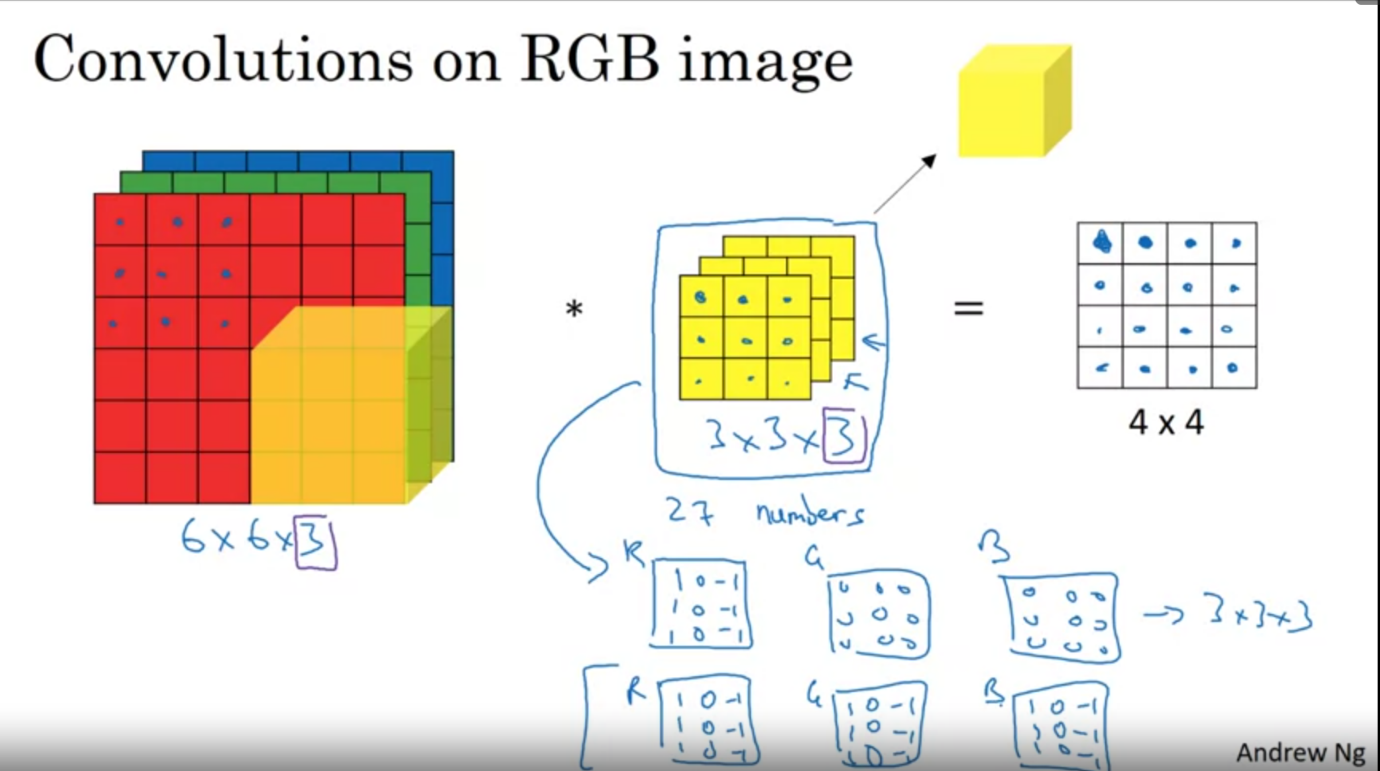 Convolutions on RGB image
*
=
3 x 3 x 3
4 x 4
27 numbers
6 x 6 x 3
R
G
B
1 0 -1
1 0 -1
1 0 -1
0 0 0
0 0 0
0 0 0
0 0 0
0 0 0
0 0 0
→ 3 x 3 x 3
R
G
B
1 0 -1
1 0 -1
1 0 -1
1 0 -1
1 0 -1
1 0 -1
1 0 -1
1 0 -1
1 0 -1
Andrew Ng